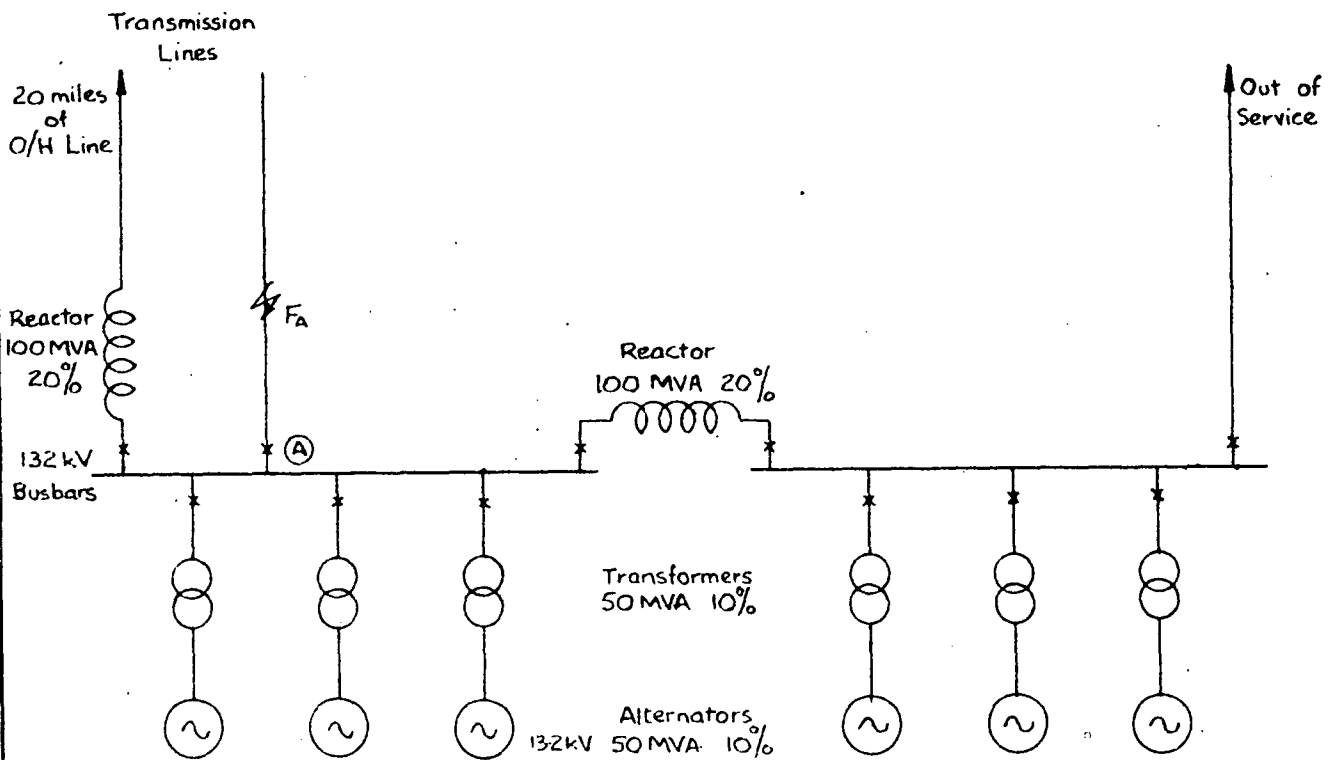 Transmission
Lines
20 miles
of
O/H Line
Out of
Service
FA
Reactor
100 MVA
20%
Reactor
100 MVA 20%
A
132 kV
Busbars
Transformers
50 MVA 10%
Alternators
13·2 kV 50 MVA 10%